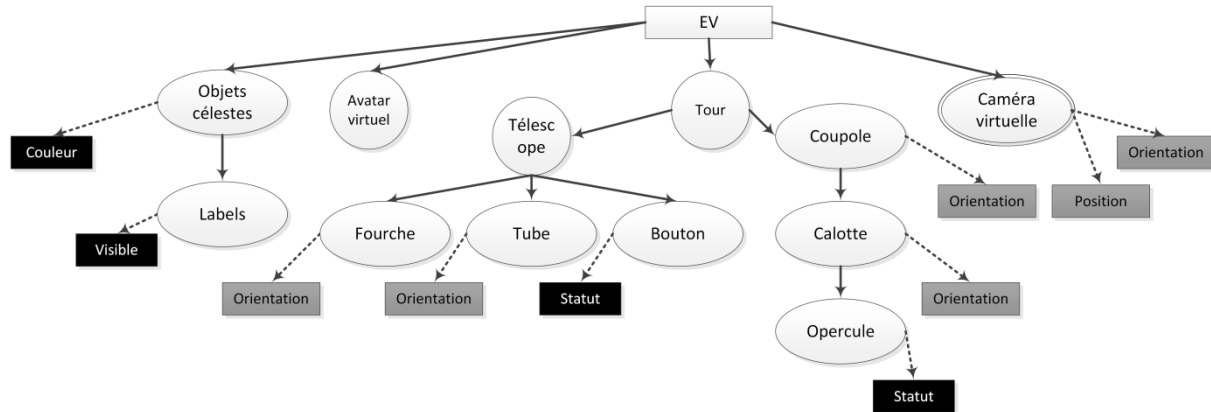 EV
Objets
célestes
Avatar
virtuel
Tour
Caméra
virtuelle
Télesc
ope
Coupole
Couleur
Orientation
Labels
Orientation
Position
Visible
Fourche
Tube
Bouton
Calotte
Orientation
Orientation
Statut
Orientation
Opercule
Statut